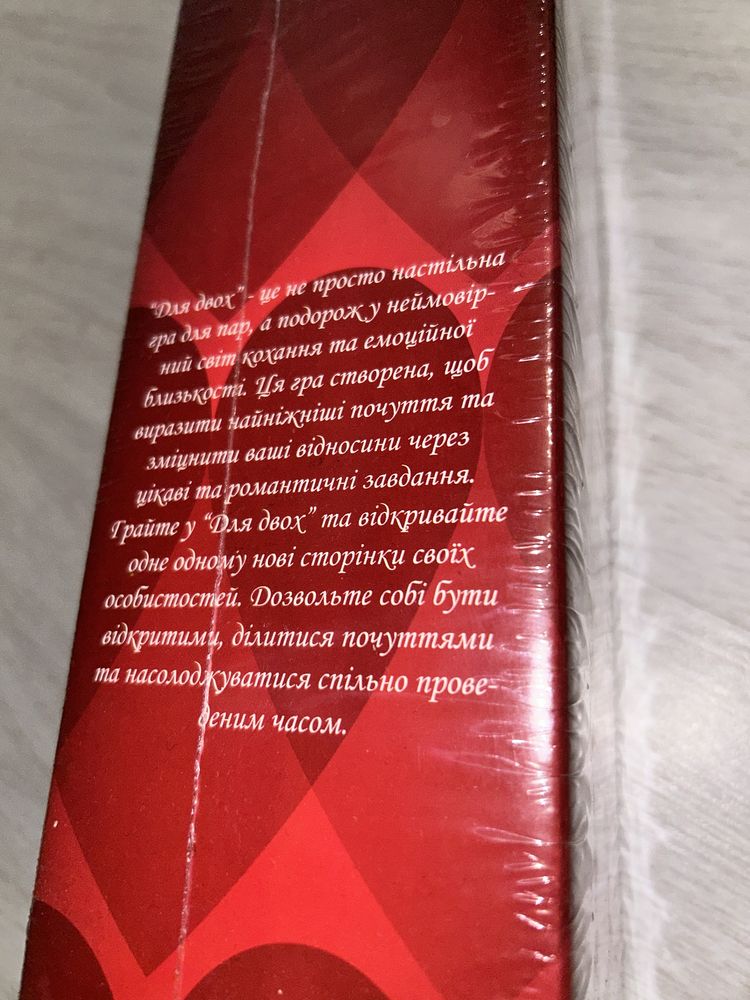 “Для двох” - це не просто настільна
гра для пар, а подорож у неймовір-
ний світ кохання та емоційної
близькості. Ця гра створена, щоб
виразити найніжніші почуття та
зміцнити ваші відносини через
цікаві та романтичні завдання.
Грайте у “Для двох” та відкривайте
одне одному нові сторінки своїх
особистостей. Дозвольте собі бути
відкритими, ділитися почуттями
та насолоджуватися спільно прове-
деним часом.